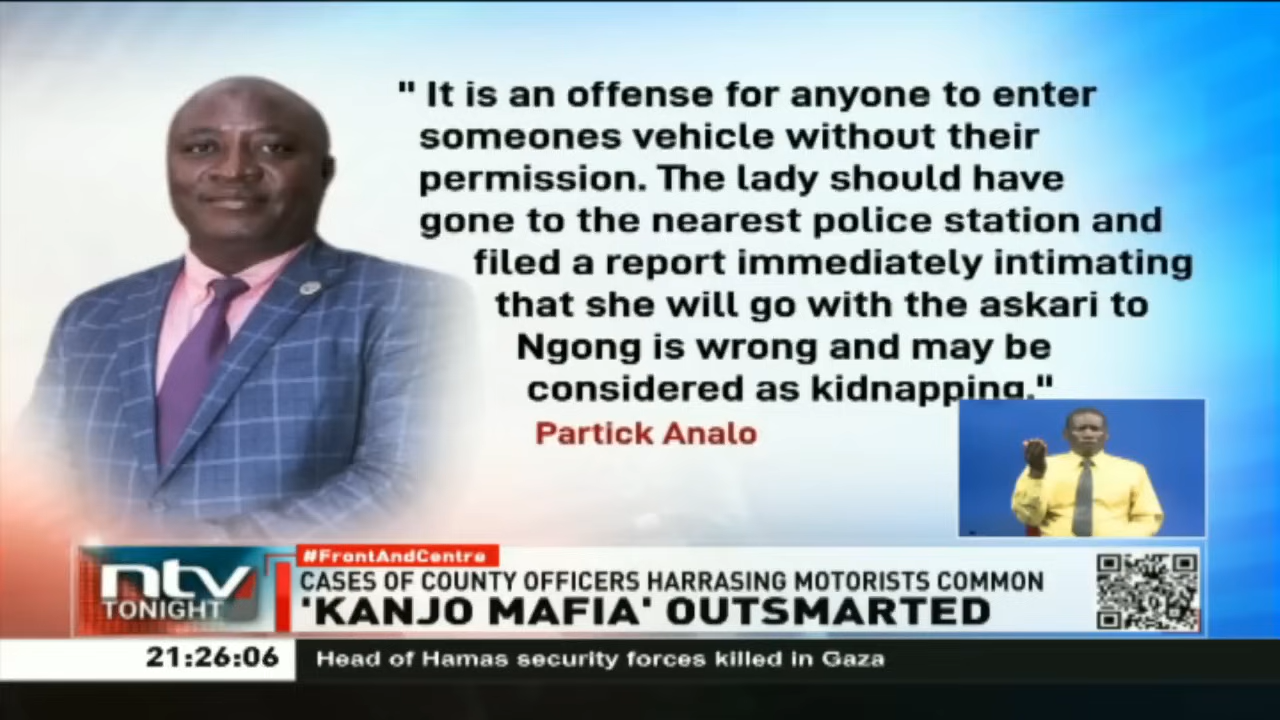 " It is an offense for anyone to enter
someones vehicle without their
permission. The lady should have
gone to the nearest police station and
filed a report immediately intimating
that she will go with the askari to
Ngong is wrong and may be
considered as kidnapping."
Partick Analo
#FrontAndCentre
ntv
TONIGHT
CASES OF COUNTY OFFICERS HARRASING MOTORISTS COMMON
'KANJO MAFIA' OUTSMARTED
21:26:06
Head of Hamas security forces killed in Gaza